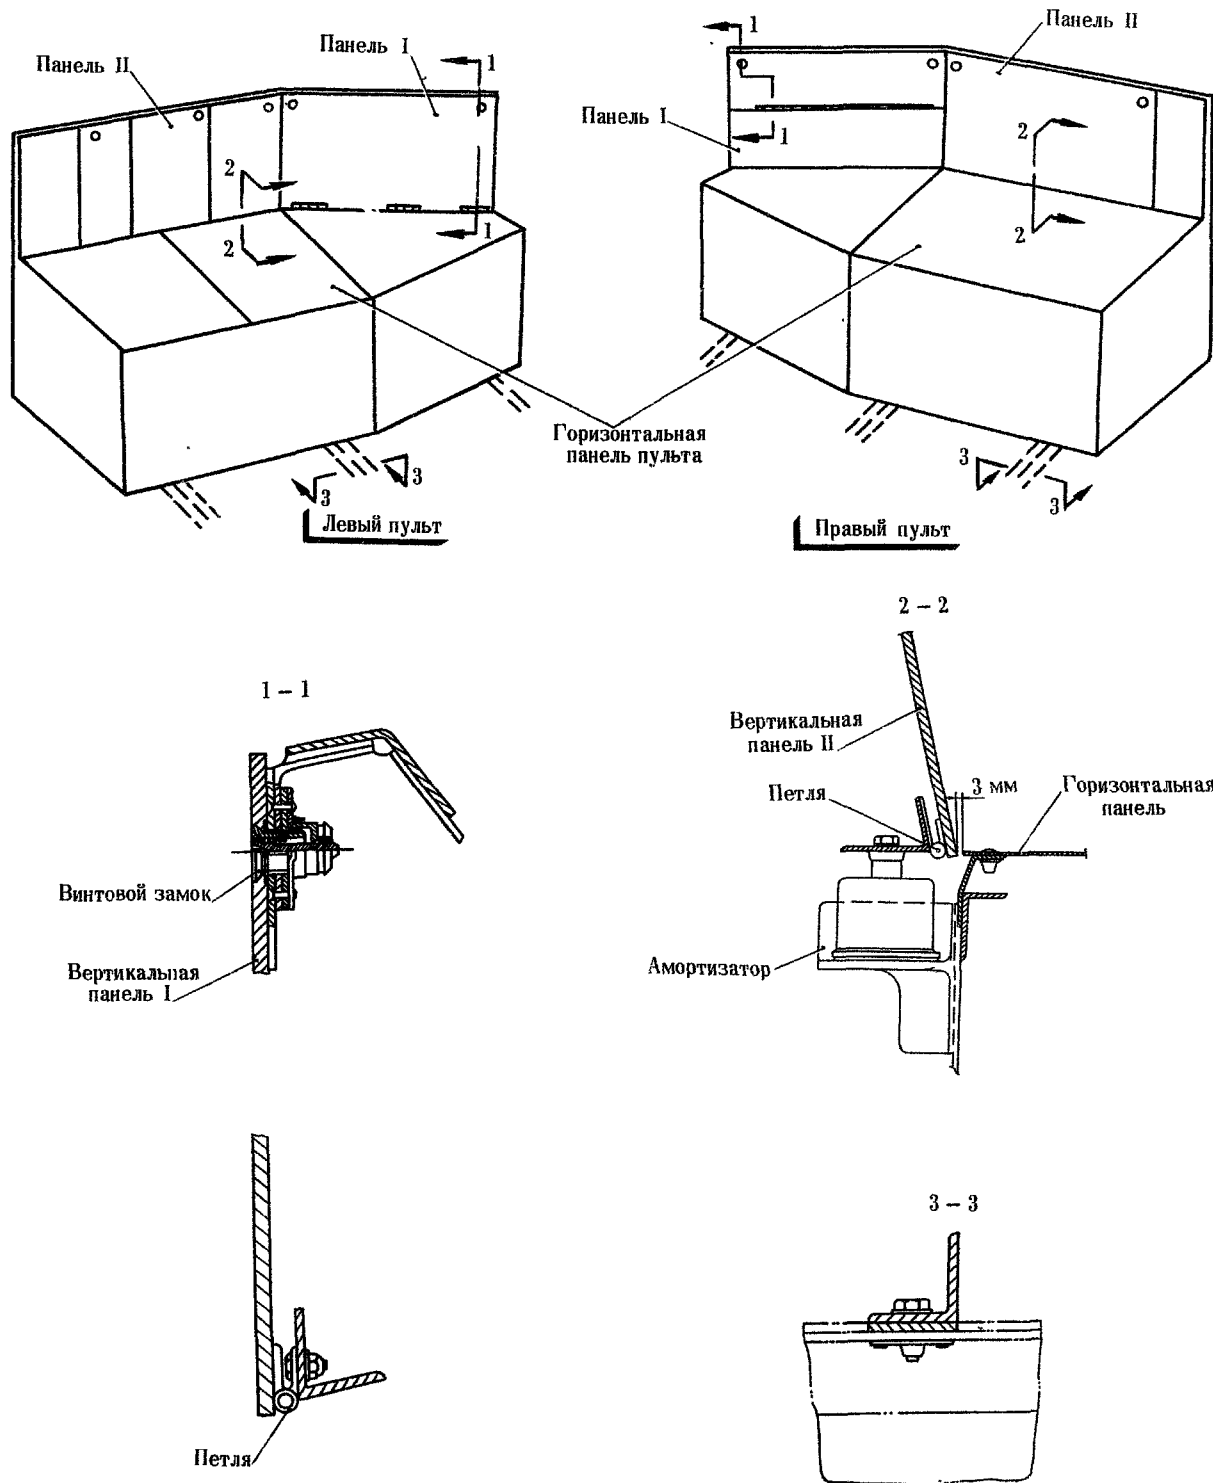 Панель II
Панель I
1
1
2
2
3
3
Левый пульт
1
1
Панель II
Панель I
2
2
3
3
Правый пульт
Горизонтальная
панель пульта
1 – 1
Винтовой замок
Вертикальная
панель I
Петля
2 – 2
Вертикальная
панель II
Петля
3 мм
Горизонтальная
панель
Амортизатор
3 – 3